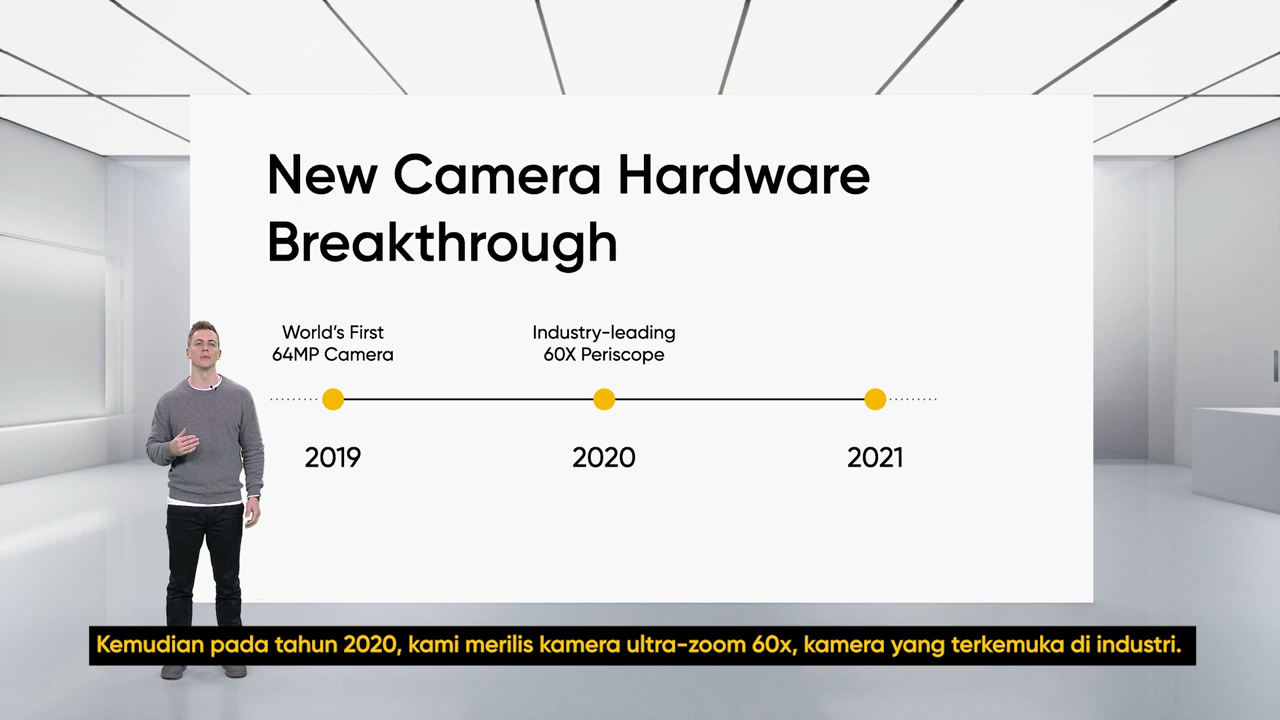 New Camera Hardware
Breakthrough
World's First
64MP Camera
Industry-leading
60X Periscope
2019
2020
2021
Kemudian pada tahun 2020, kami merilis kamera ultra-zoom 60x, kamera yang terkemuka di industri.